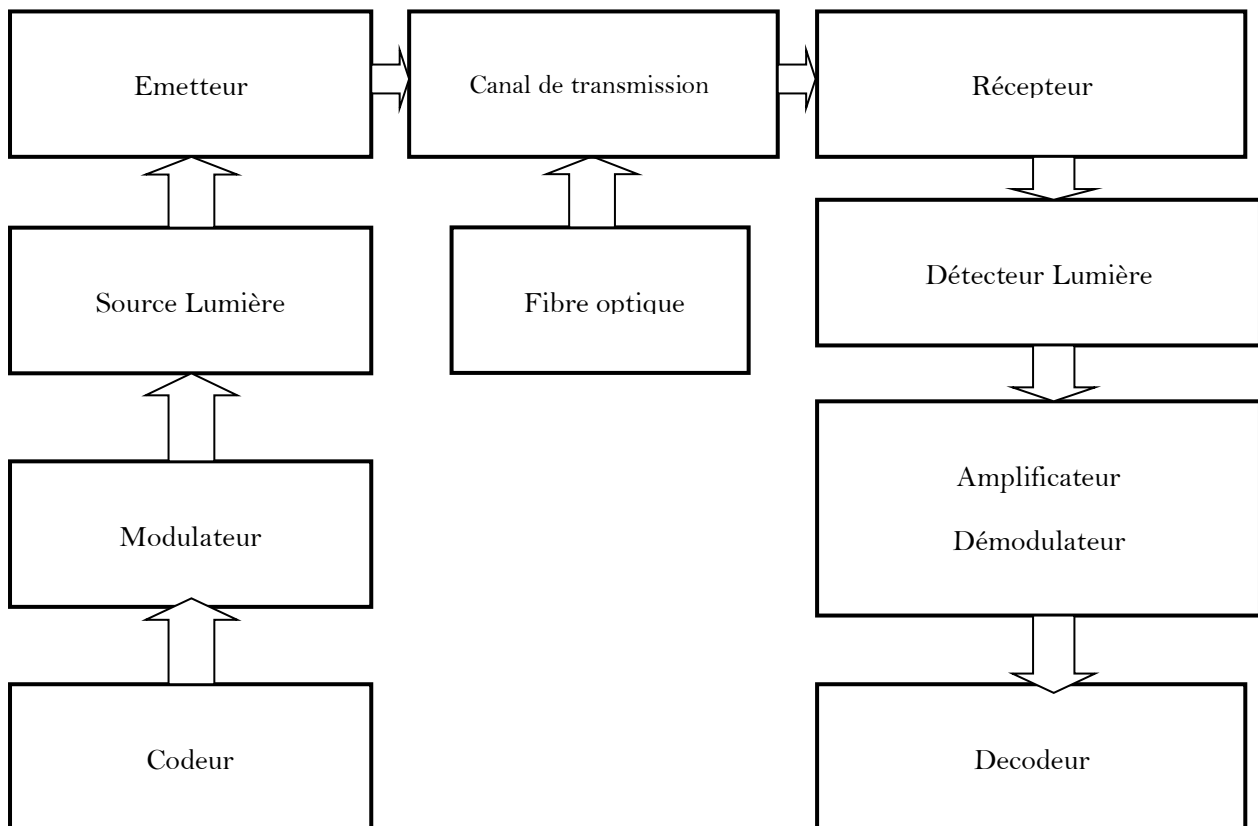 Emetteur
Canal de transmission
Récepteur
Source Lumière
Fibre optique
Détecteur Lumière
Modulateur
Amplificateur
Démodulateur
Codeur
Decodeur